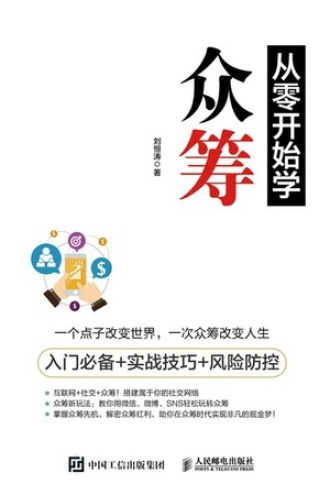 从零开始学
众筹
刘恒涛 著
一个点子改变世界，一次众筹改变人生
入门必备+实战技巧+风险防控
互联网+社交+众筹！搭建属于你的社交网络
众筹新玩法：教你用微信、微博、SNS轻松玩转众筹
掌握众筹先机，解密众筹红利，助你在众筹时代实现非凡的掘金梦！
中国工信出版集团
人民邮电出版社
POSTS & TELECOM PRESS